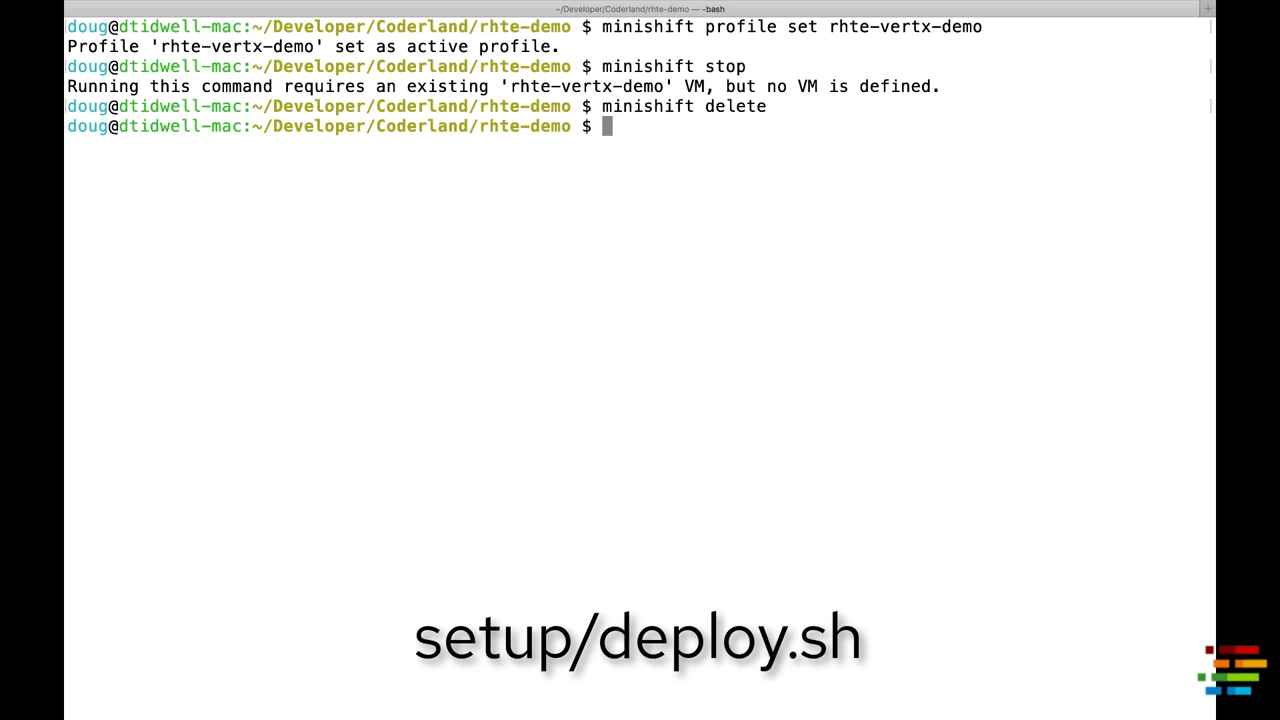 ~/Developer/Coderland/rhte-demo — -bash
doug@dtidwell-mac:~/Developer/Coderland/rhte-demo $ minishift profile set rhte-vertx-demo
Profile 'rhte-vertx-demo' set as active profile.
doug@dtidwell-mac:~/Developer/Coderland/rhte-demo $ minishift stop
Running this command requires an existing 'rhte-vertx-demo' VM, but no VM is defined.
doug@dtidwell-mac:~/Developer/Coderland/rhte-demo $ minishift delete
doug@dtidwell-mac:~/Developer/Coderland/rhte-demo $
setup/deploy.sh